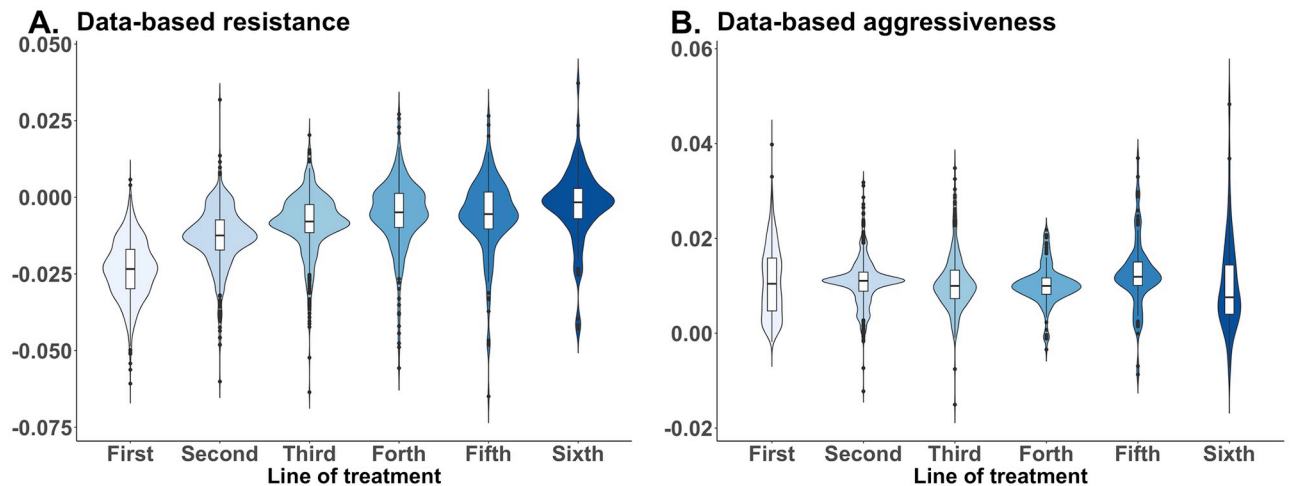 A. Data-based resistance
0.050
0.025
0.000
-0.025
-0.050
-0.075
First Second Third Forth Fifth Sixth
Line of treatment
B. Data-based aggressiveness
0.06
0.04
0.02
0.00
-0.02
First Second Third Forth Fifth Sixth
Line of treatment